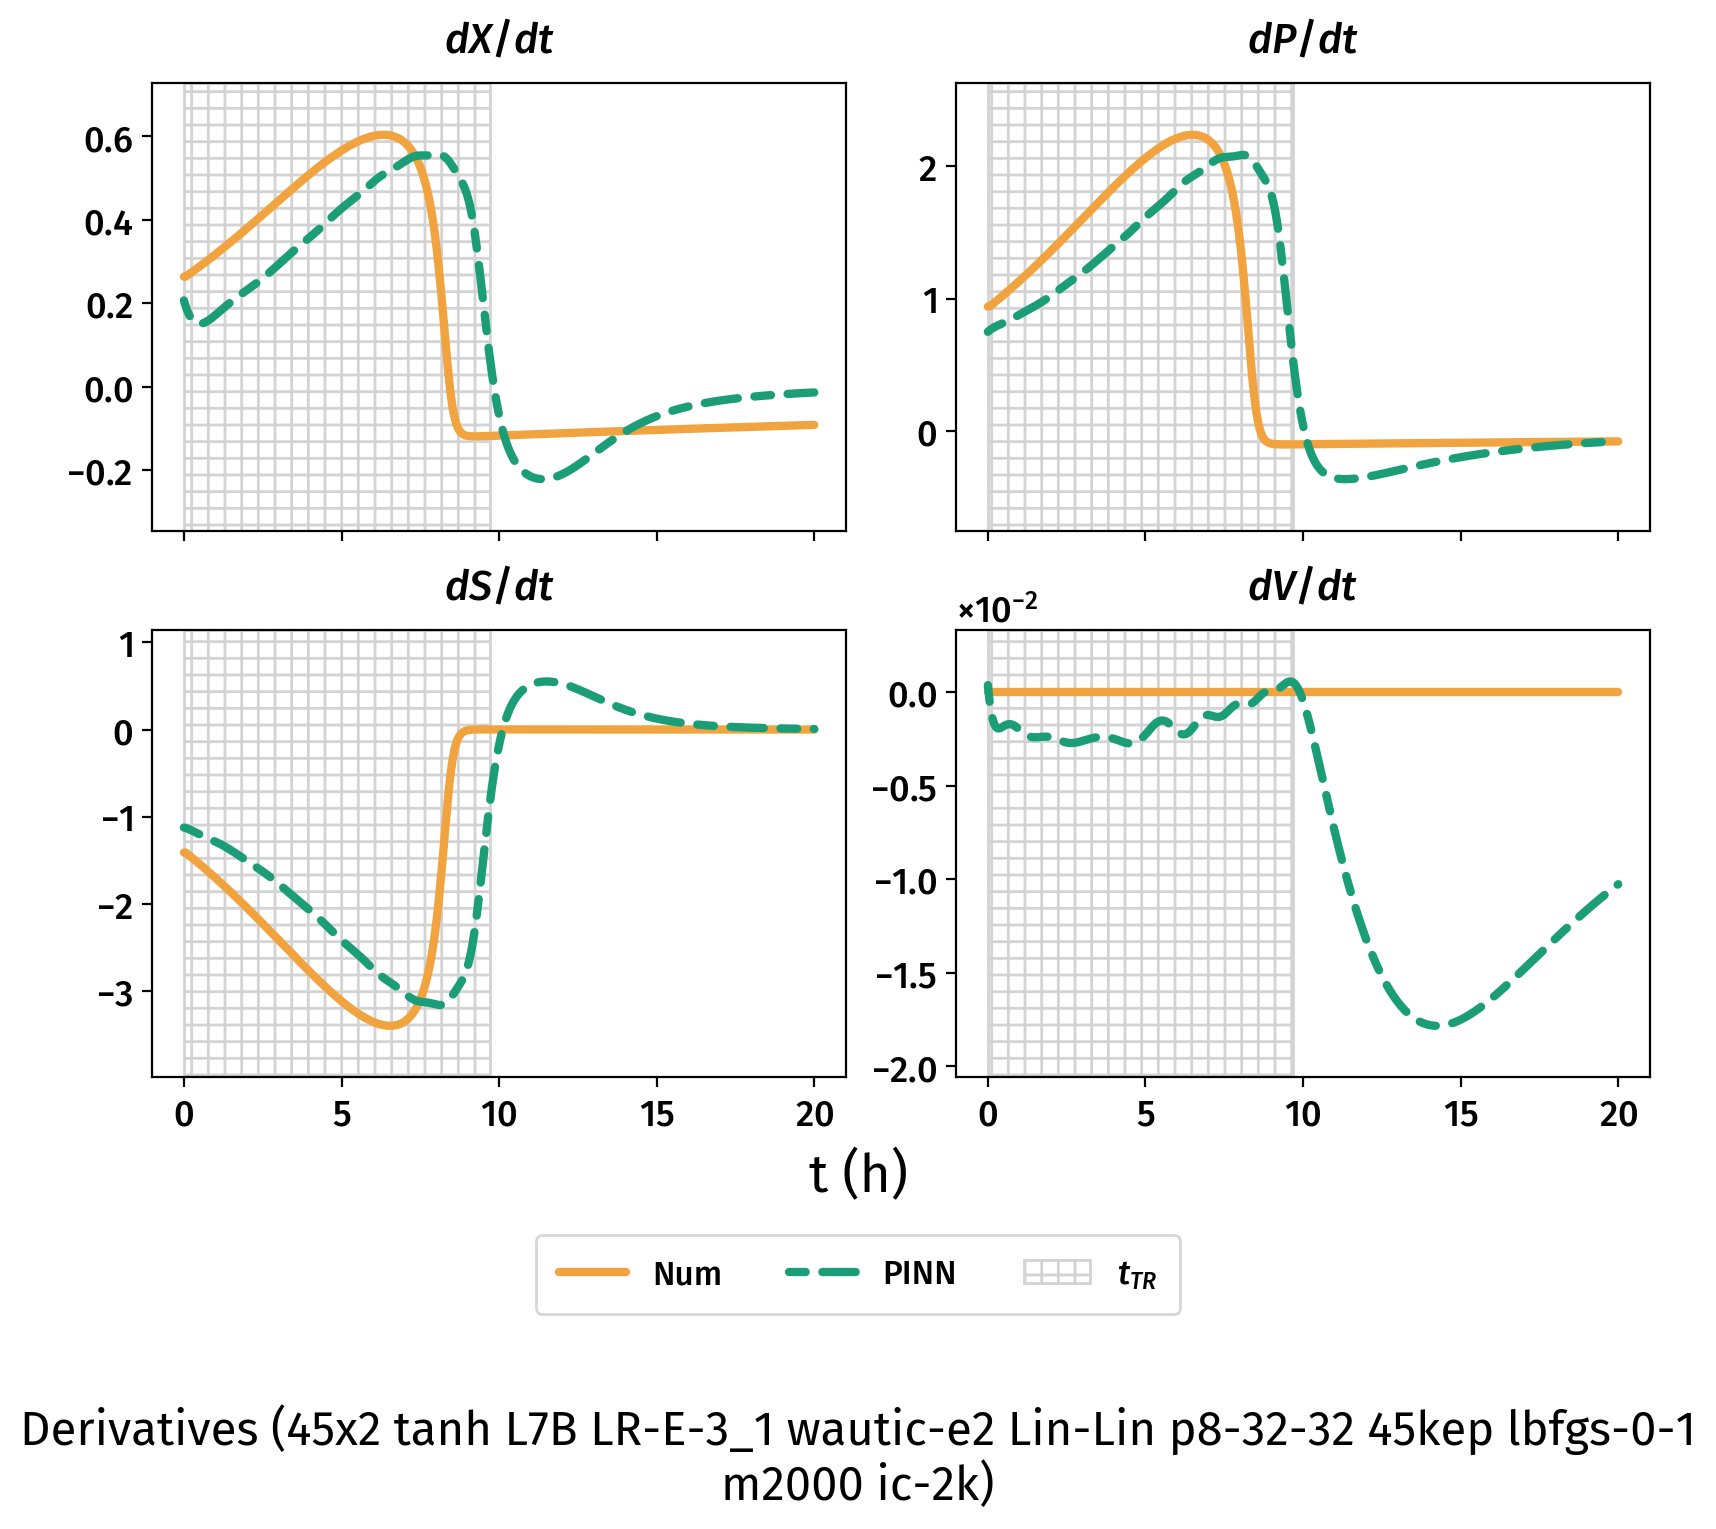 dX/dt
dP/dt
0.6
0.4
0.2
0.0
−0.2
2
1
0
dS/dt
dV/dt
×10⁻²
1
0
−1
−2
−3
0.0
−0.5
−1.0
−1.5
−2.0
0 5 10 15 20
0 5 10 15 20
t (h)
Num PINN t_TR
Derivatives (45x2 tanh L7B LR-E-3_1 wautic-e2 Lin-Lin p8-32-32 45kep lbfgs-0-1
m2000 ic-2k)